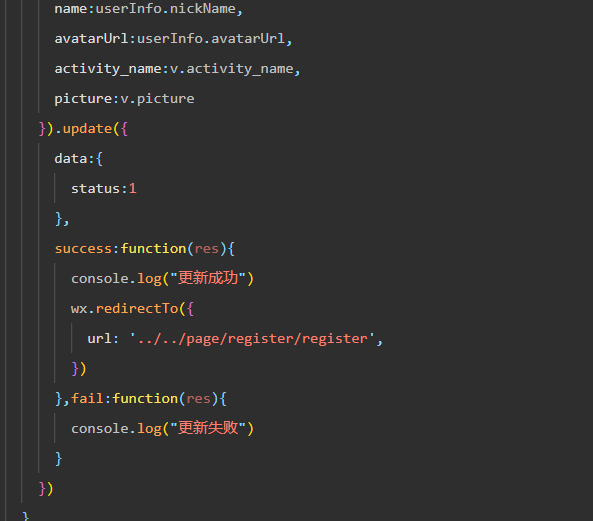 name:userInfo.nickName,
avatarUrl:userInfo.avatarUrl,
activity_name:v.activity_name,
picture:v.picture
}).update({
data:{
status:1
},
success:function(res){
console.log("更新成功")
wx.redirectTo({
url: '../../page/register/register',
})
},fail:function(res){
console.log("更新失败")
}
})
}